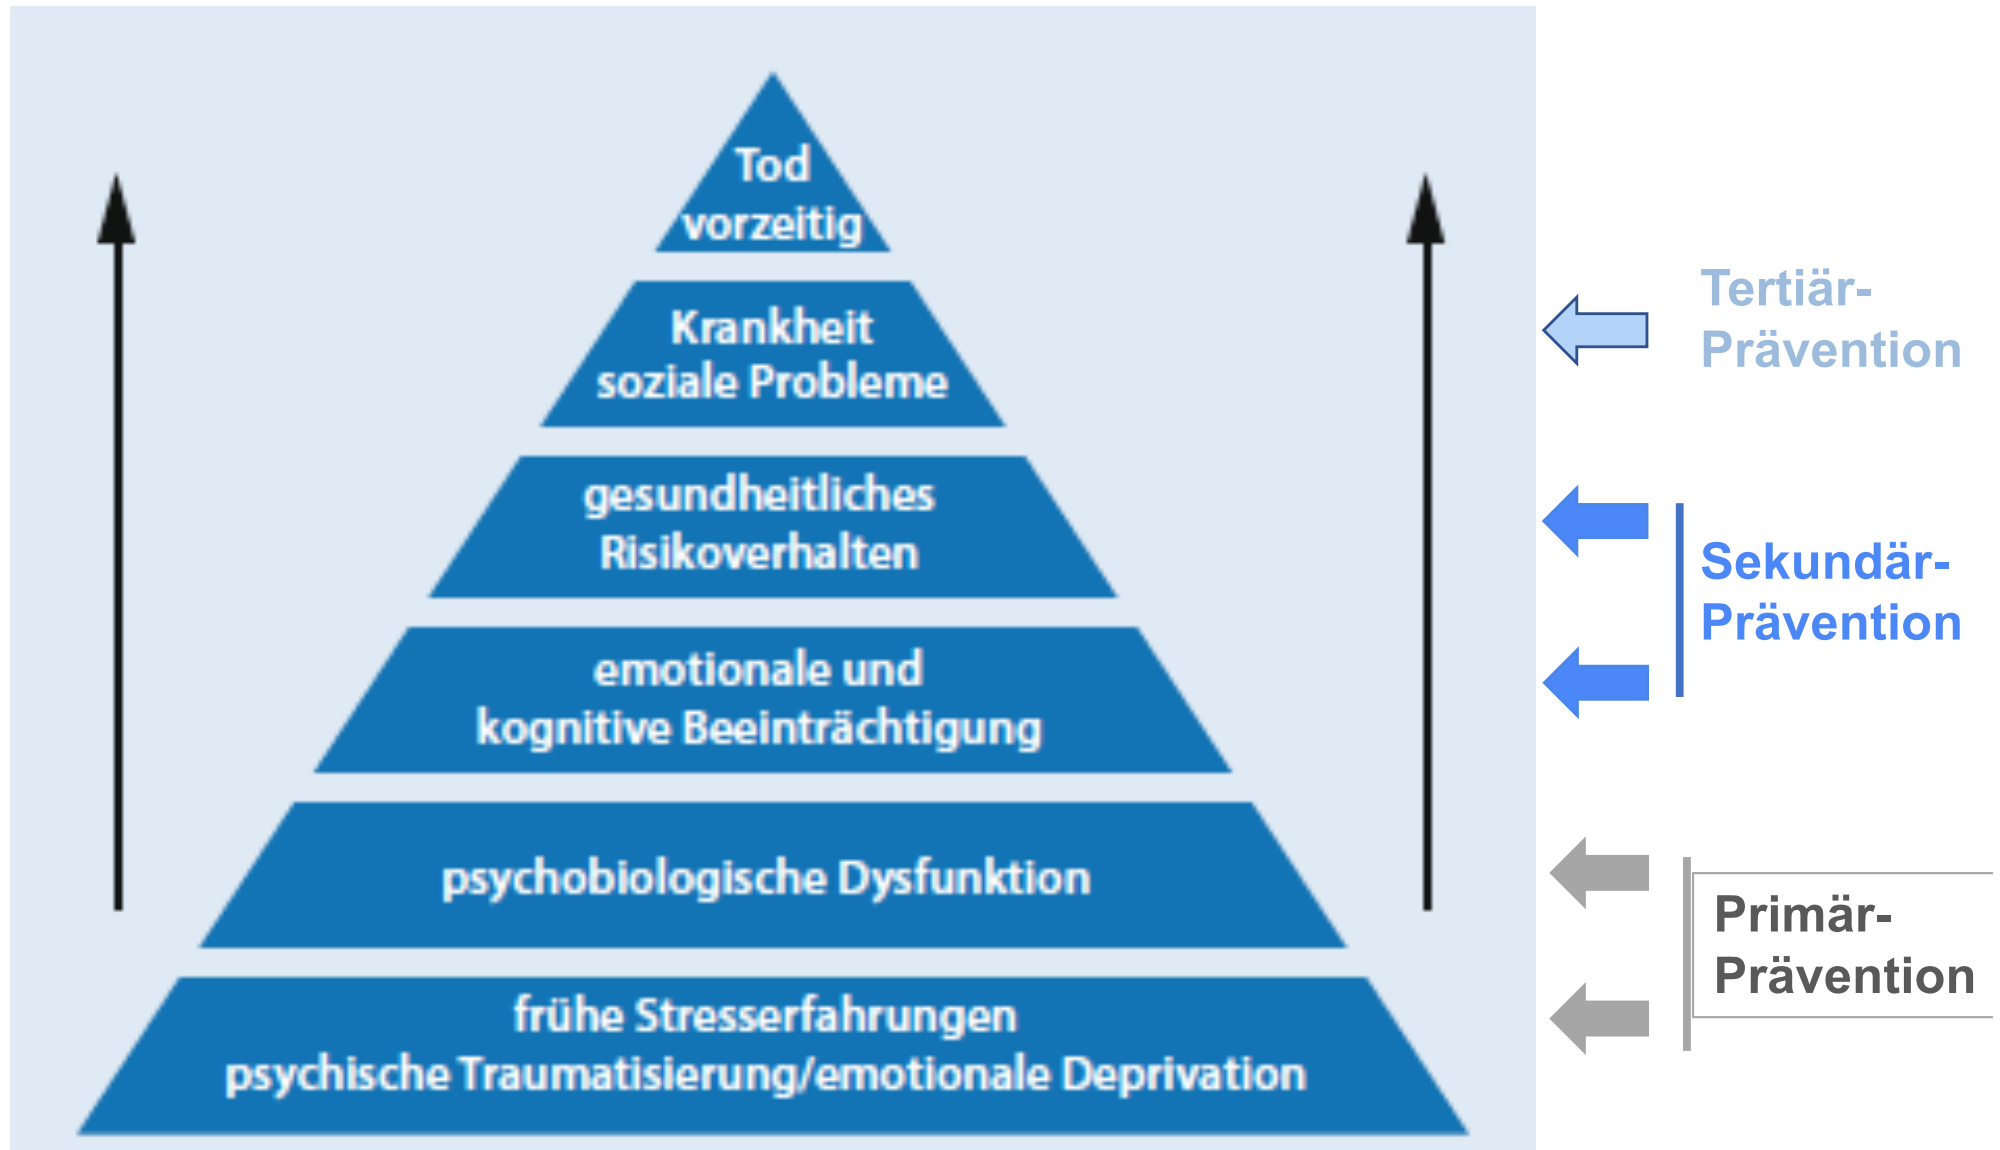 Tod
vorzeitig
Krankheit
soziale Probleme
gesundheitliches
Risikoverhalten
emotionale und
kognitive Beeinträchtigung
psychobiologische Dysfunktion
frühe Stresserfahrungen
psychische Traumatisierung/emotionale Deprivation
Tertiär-
Prävention
Sekundär-
Prävention
Primär-
Prävention